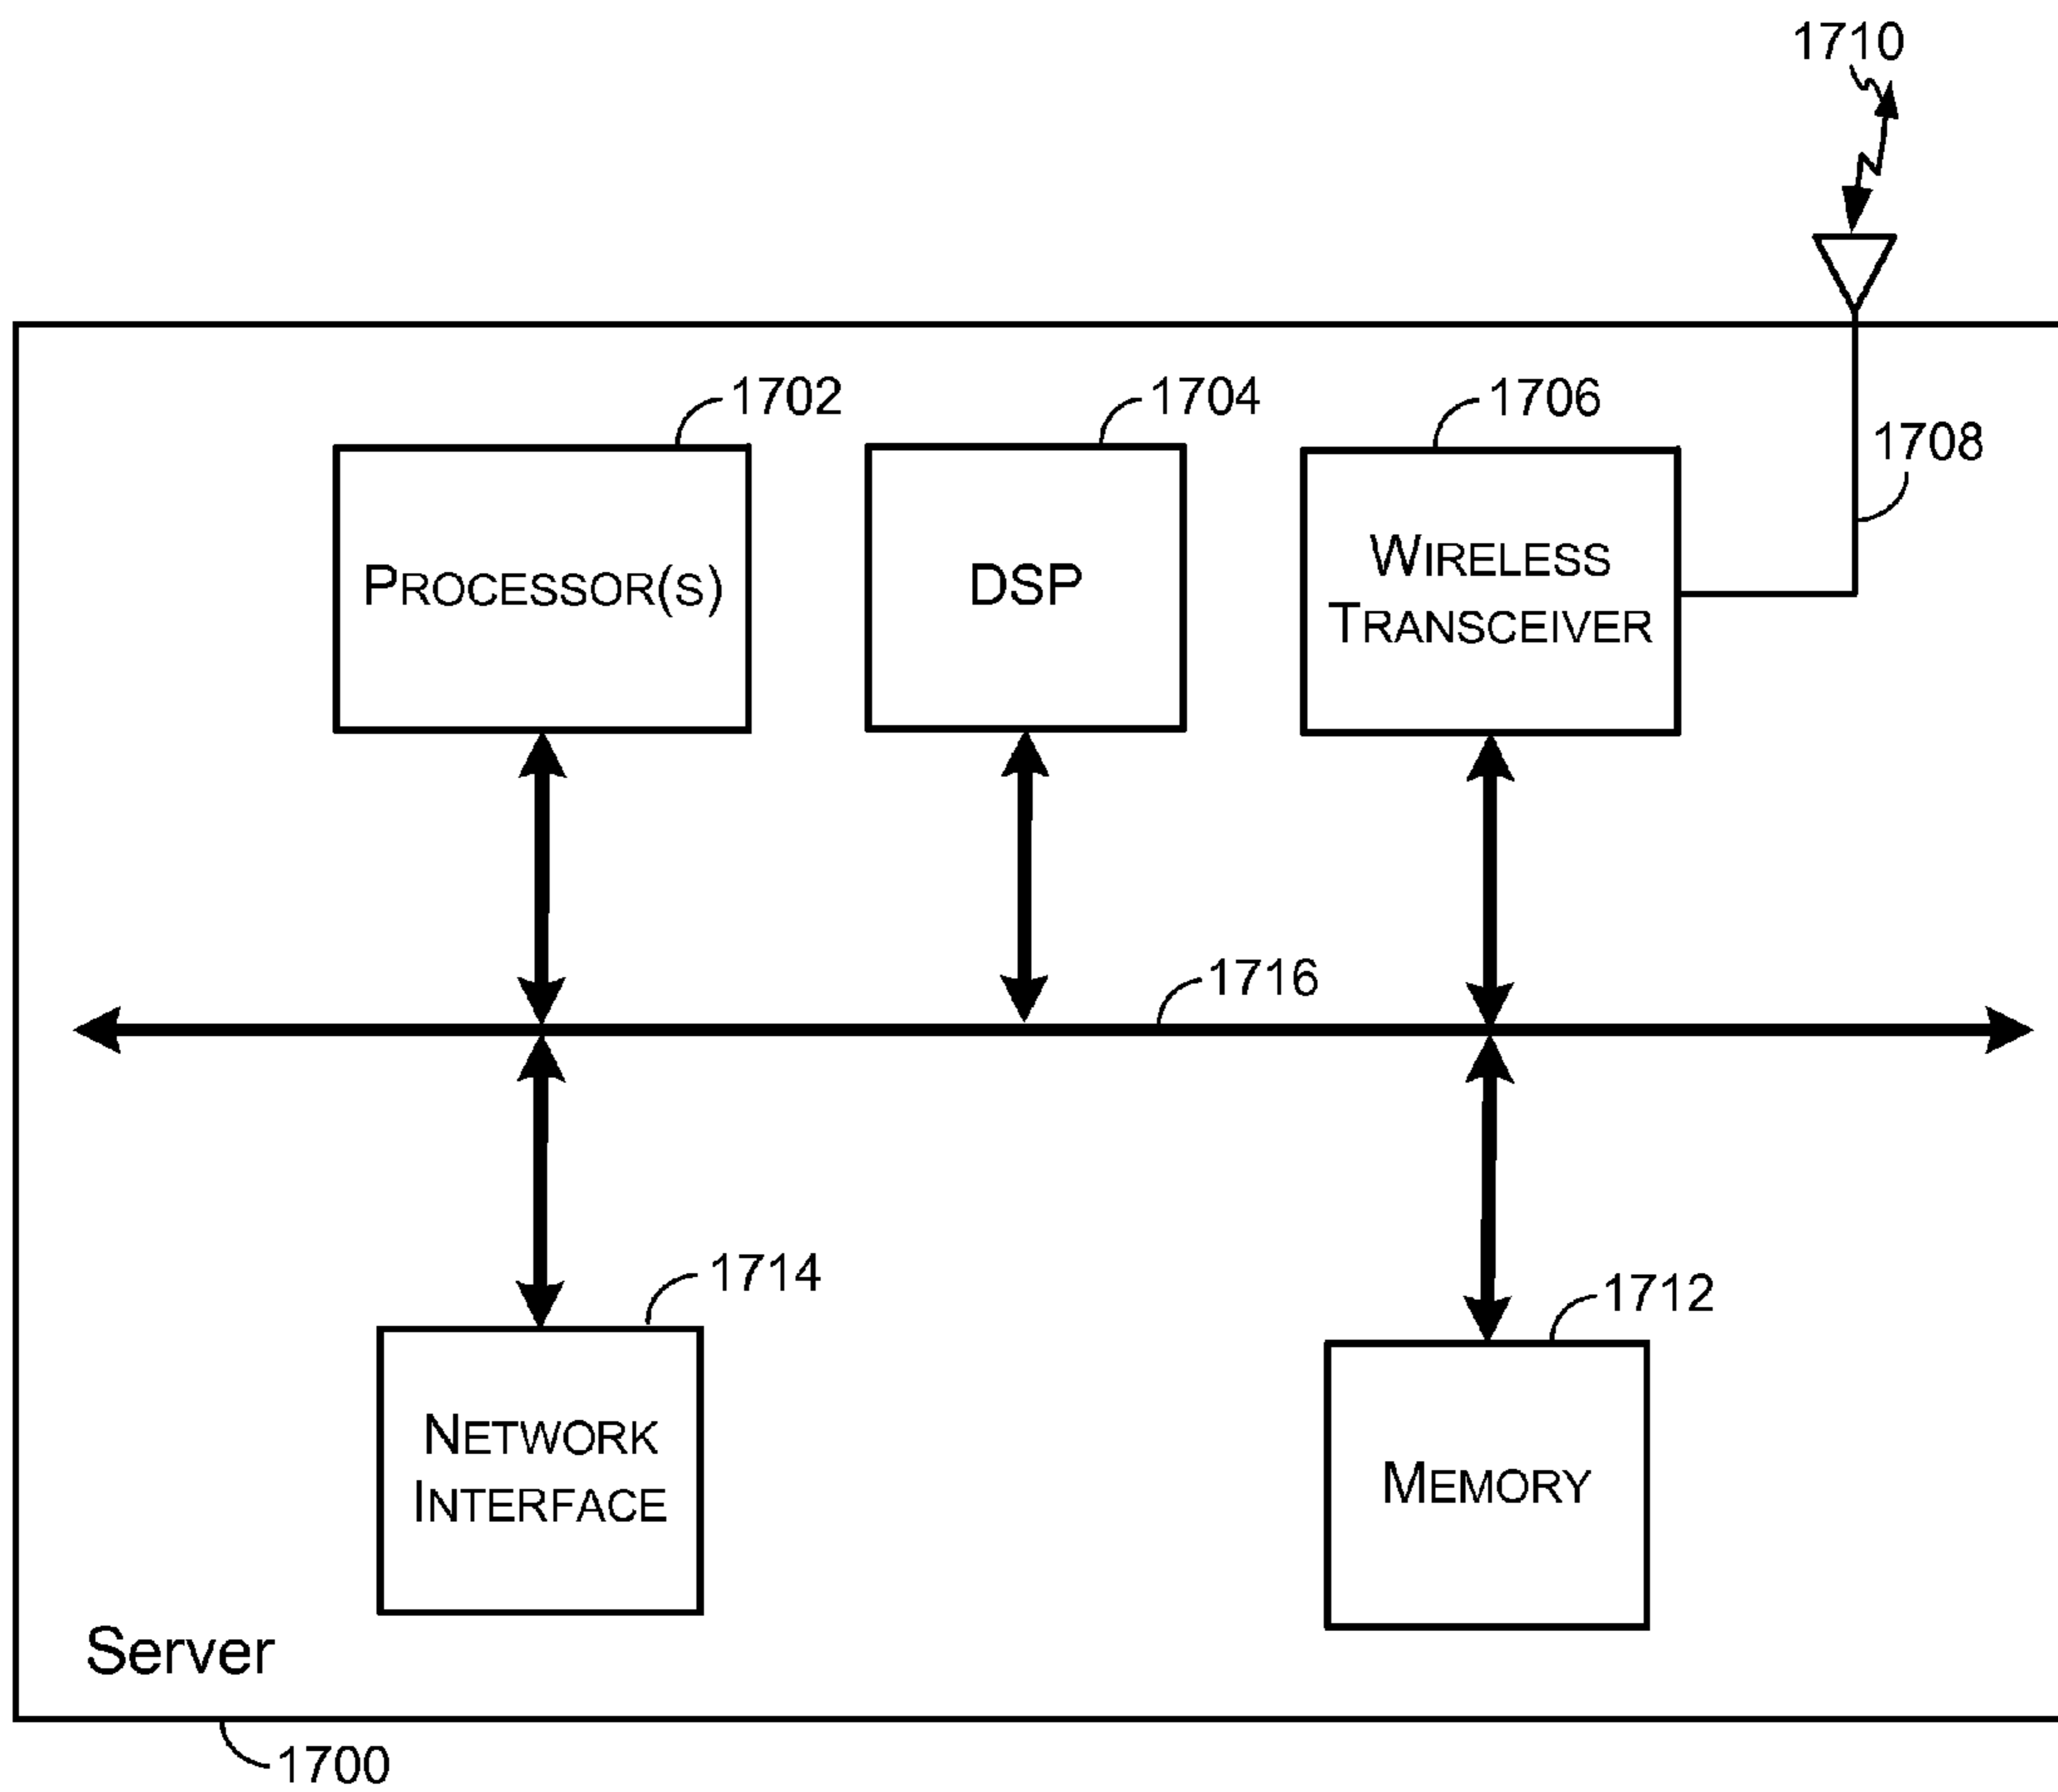 1710
1702
1704
1706
1708
PROCESSOR(S)
DSP
WIRELESS
TRANSCEIVER
1716
1714
1712
NETWORK
INTERFACE
MEMORY
Server
1700